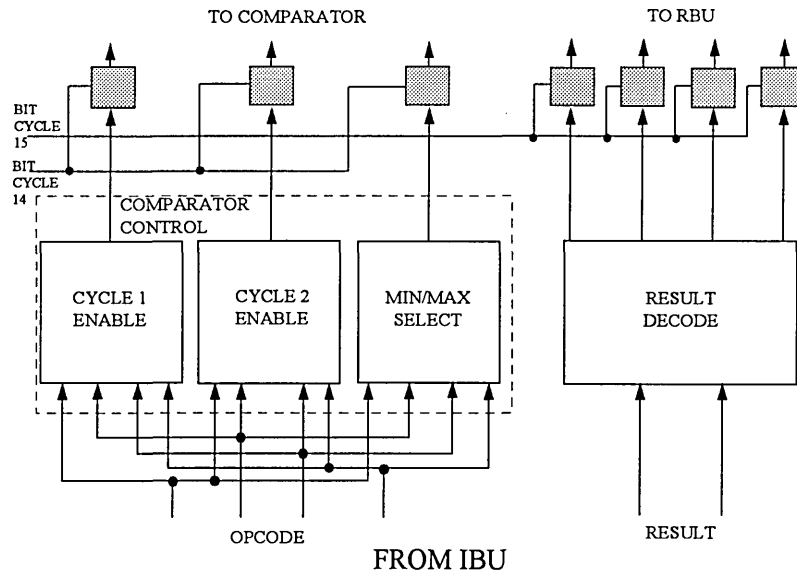 TO COMPARATOR
TO RBU
BIT
CYCLE
15
BIT
CYCLE
14
COMPARATOR
CONTROL
CYCLE 1
ENABLE
CYCLE 2
ENABLE
MIN/MAX
SELECT
RESULT
DECODE
OPCODE
RESULT
FROM IBU